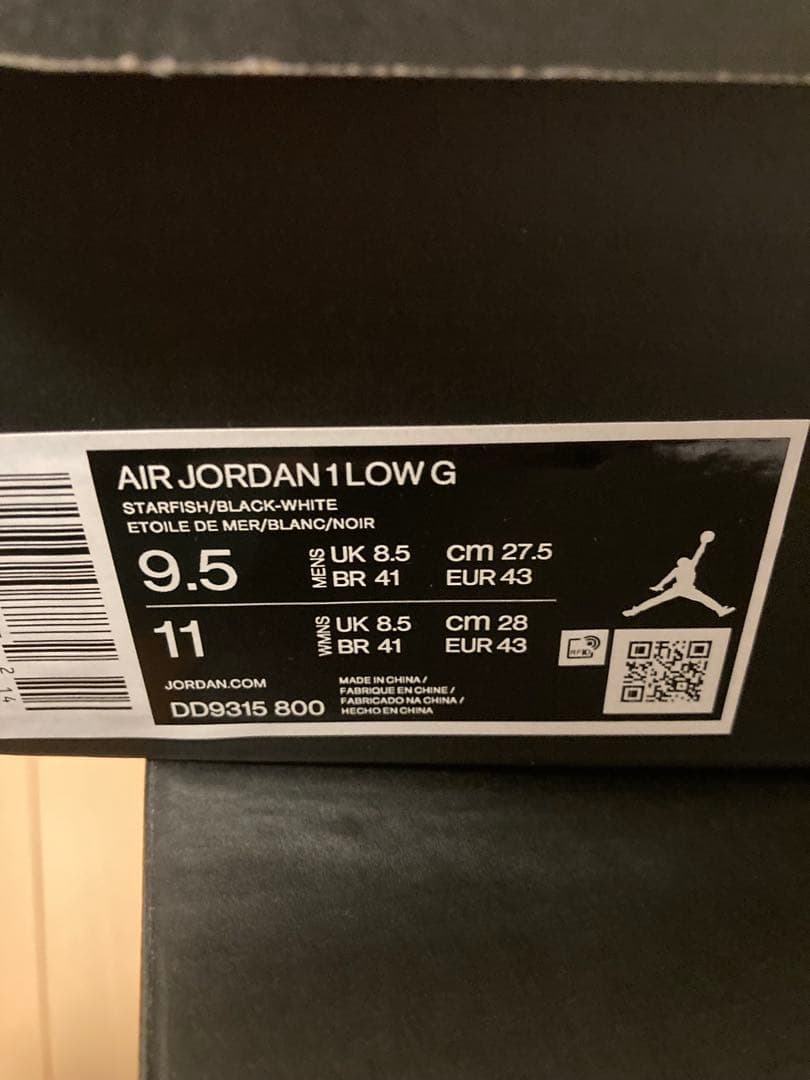 AIR JORDAN 1 LOW G
STARFISH/BLACK-WHITE
ETOILE DE MER/BLANC/NOIR
9.5 MENS UK 8.5 cm 27.5
BR 41 EUR 43
11 WMNS UK 8.5 cm 28
BR 41 EUR 43
JORDAN.COM
DD9315 800
MADE IN CHINA /
FABRIQUE EN CHINE /
FABRICADO NA CHINA /
HECHO EN CHINA
2 14